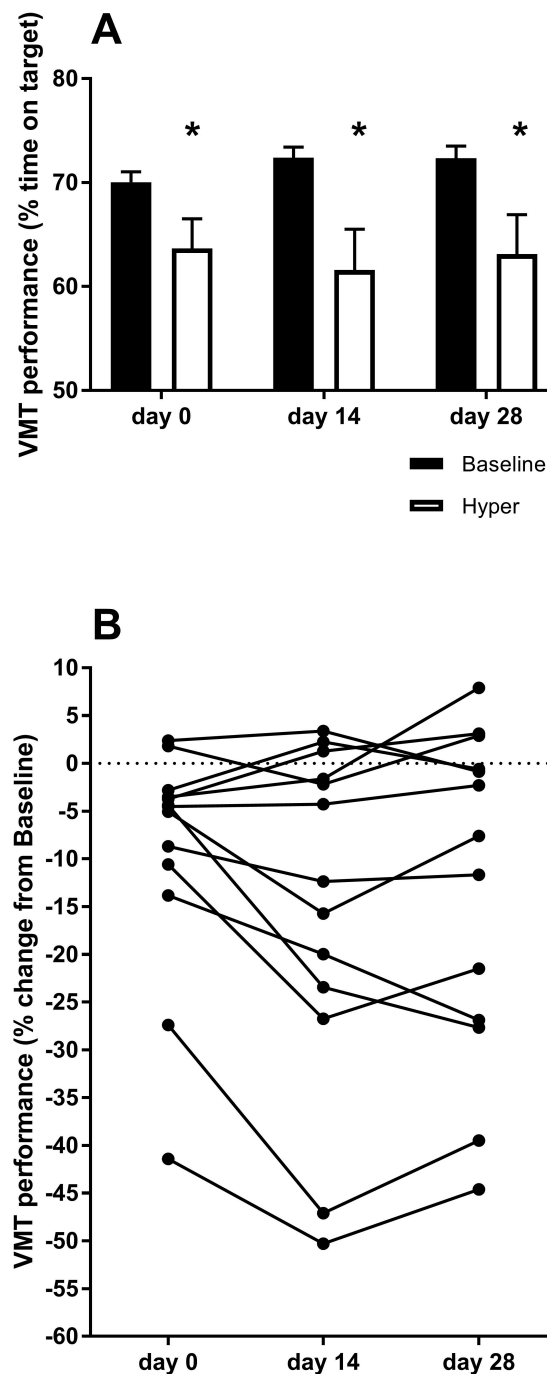 A
VMT performance (% time on target)
80
70
60
50
*
*
*
day 0
day 14
day 28
Baseline
Hyper
B
VMT performance (% change from Baseline)
10
5
0
-5
-10
-15
-20
-25
-30
-35
-40
-45
-50
-55
-60
day 0
day 14
day 28